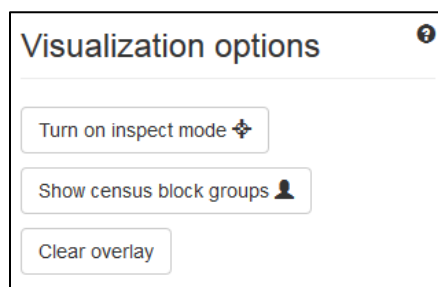 Visualization options ?
Turn on inspect mode
Show census block groups
Clear overlay